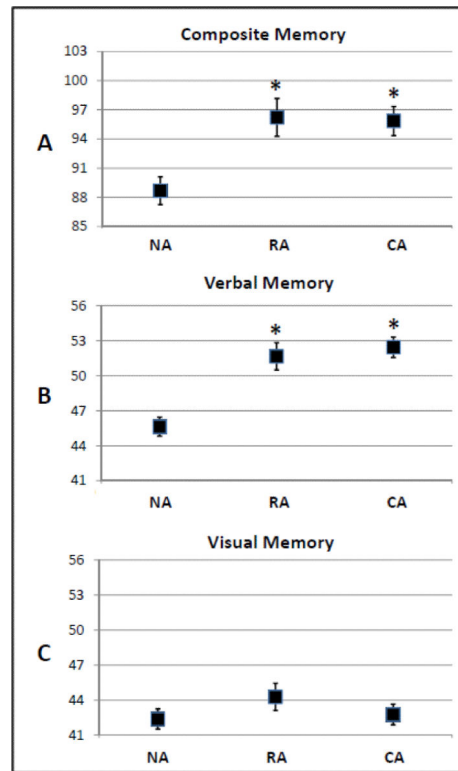 Composite Memory
103
100
97
94
91
88
85
A
*
*
NA RA CA
Verbal Memory
56
53
50
47
44
41
B
*
*
NA RA CA
Visual Memory
56
53
50
47
44
41
C
NA RA CA